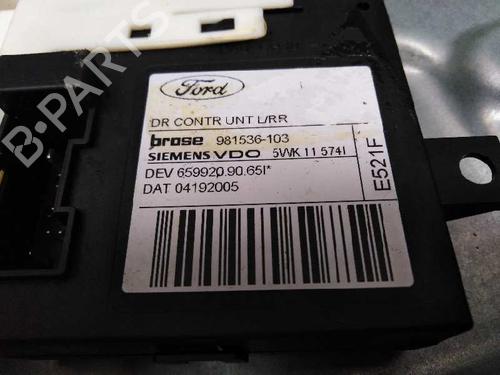 Ford
DR CONTR UNT L/RR
brose 981536-103
SIEMENS VDO 5WK 11 574I
DEV 659920.90.65I*
DAT 04192005
E521F
B-PARTS